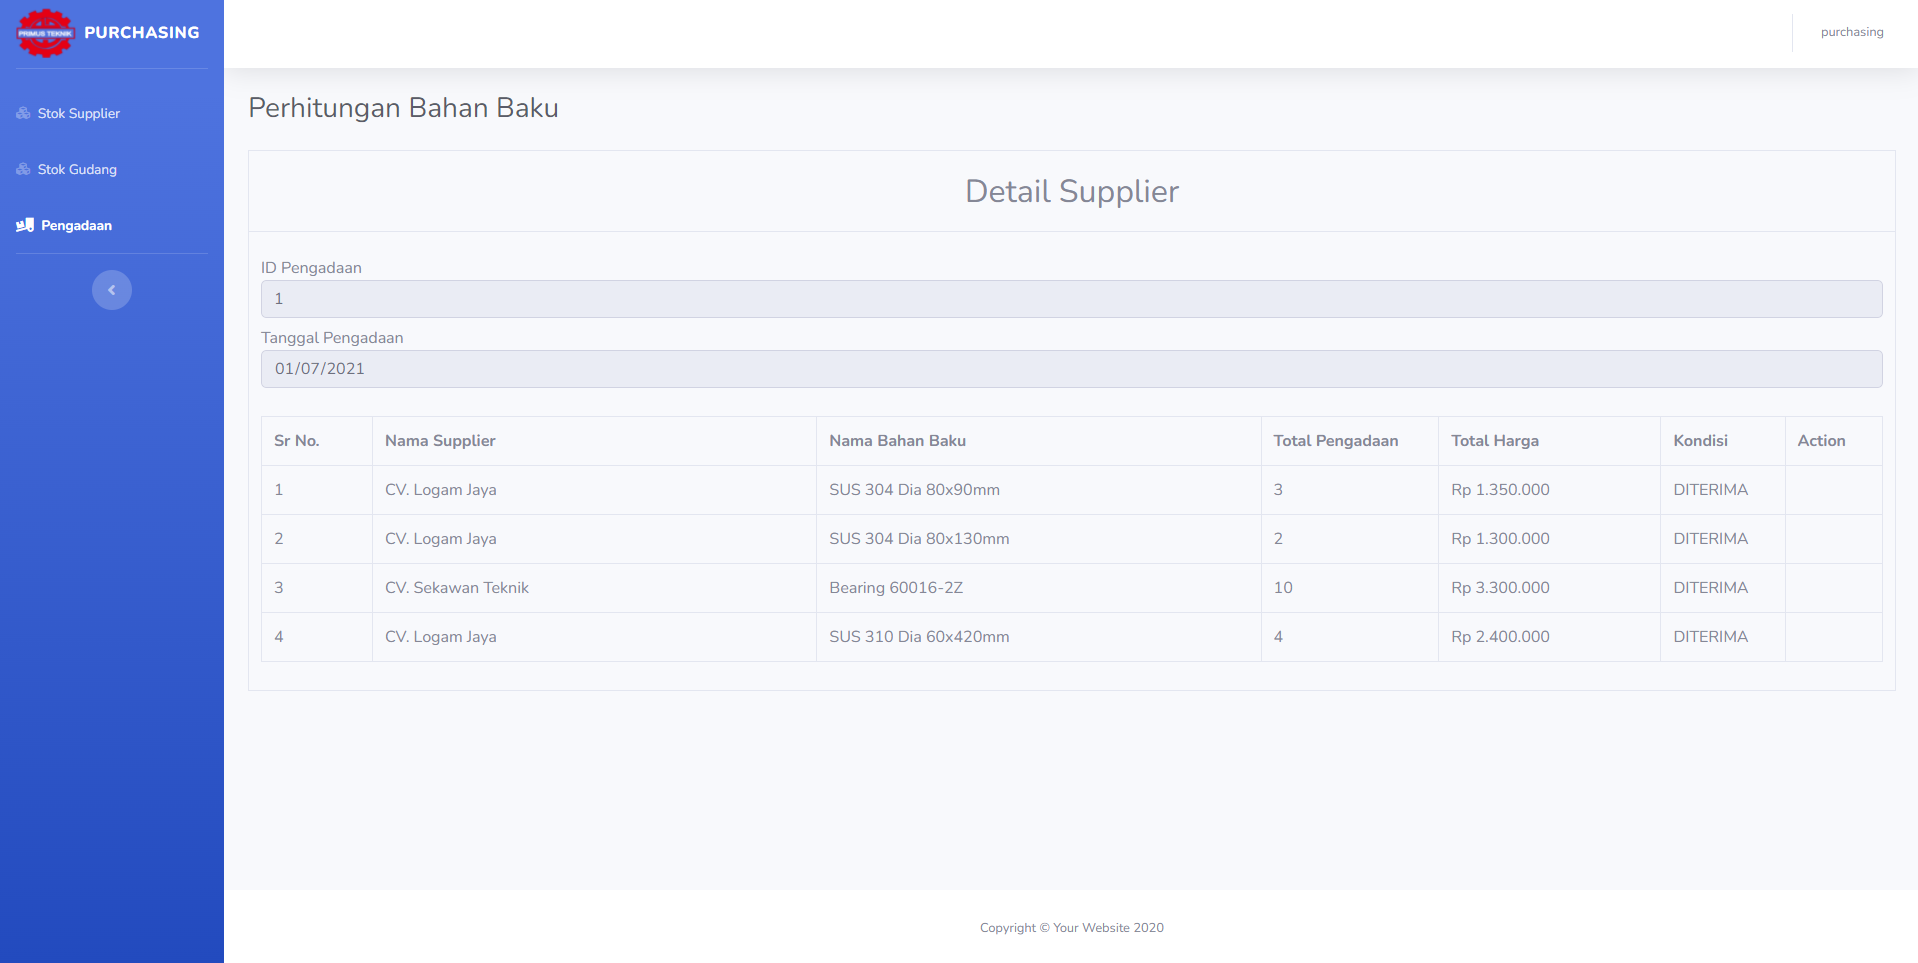 PRIMUS TEKNIK
PURCHASING
purchasing
Stok Supplier
Stok Gudang
Pengadaan
Perhitungan Bahan Baku
Detail Supplier
ID Pengadaan
1
Tanggal Pengadaan
01/07/2021
Sr No. Nama Supplier Nama Bahan Baku Total Pengadaan Total Harga Kondisi Action
1 CV. Logam Jaya SUS 304 Dia 80x90mm 3 Rp 1.350.000 DITERIMA
2 CV. Logam Jaya SUS 304 Dia 80x130mm 2 Rp 1.300.000 DITERIMA
3 CV. Sekawan Teknik Bearing 60016-2Z 10 Rp 3.300.000 DITERIMA
4 CV. Logam Jaya SUS 310 Dia 60x420mm 4 Rp 2.400.000 DITERIMA
Copyright © Your Website 2020